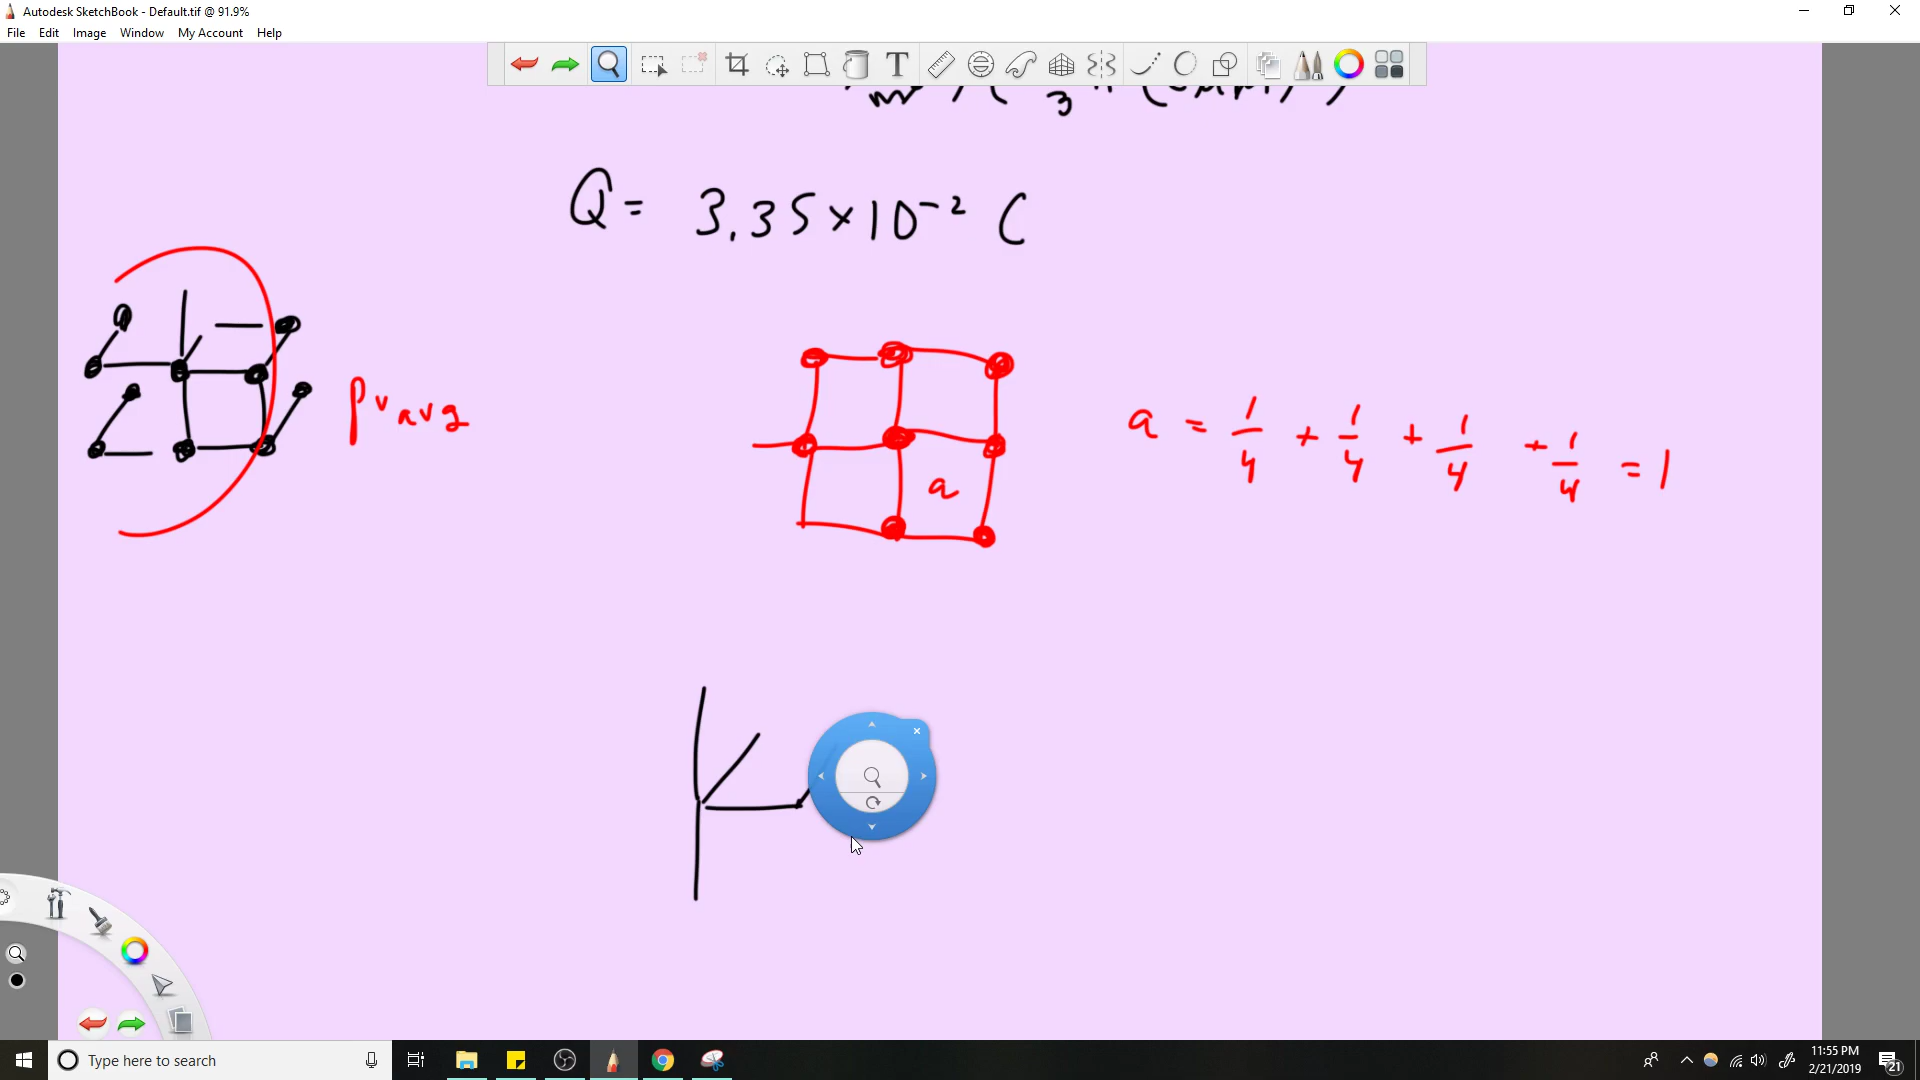 Autodesk SketchBook - Default.tif @ 91.9%
File Edit Image Window My Account Help
T
Q = 3.35×10⁻² C
ρv avg
a
a = 1/4 + 1/4 + 1/4 + 1/4 = 1
Type here to search
11:55 PM
2/21/2019
21